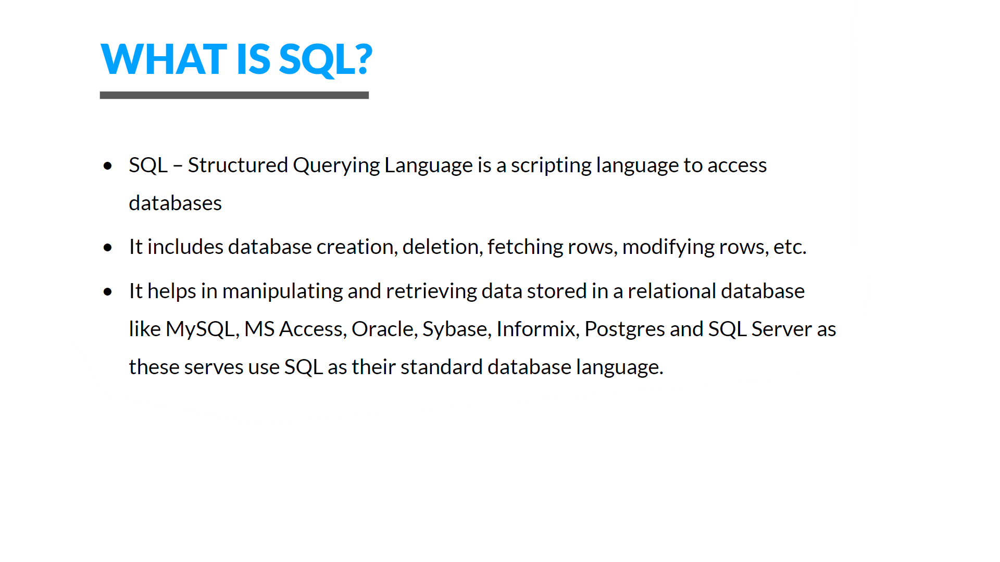 WHAT IS SQL?
• SQL – Structured Querying Language is a scripting language to access
databases
• It includes database creation, deletion, fetching rows, modifying rows, etc.
• It helps in manipulating and retrieving data stored in a relational database
like MySQL, MS Access, Oracle, Sybase, Informix, Postgres and SQL Server as
these serves use SQL as their standard database language.